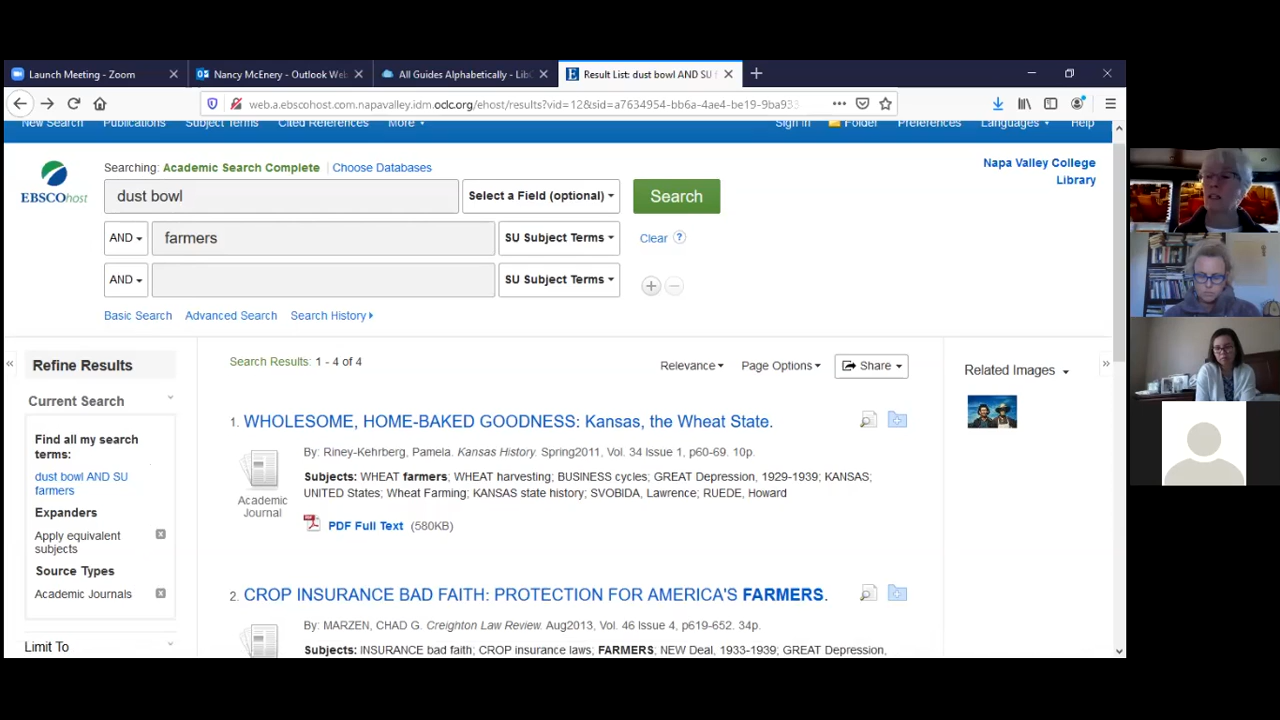 Launch Meeting - Zoom
Nancy McEnery - Outlook Web
All Guides Alphabetically - Lib
Result List: dust bowl AND SU f
web.a.ebscohost.com.napavalley.idm.oclc.org/ehost/results?vid=12&sid=a7634954-bb6a-4ae4-be19-9ba933
New Search Publications Subject Terms Cited References More Sign In Folder Preferences Languages Help
Searching: Academic Search Complete Choose Databases
Napa Valley College
Library
EBSCOhost
dust bowl Select a Field (optional) Search
AND farmers SU Subject Terms Clear ?
AND SU Subject Terms
Basic Search Advanced Search Search History
Refine Results
Current Search
Find all my search
terms:
dust bowl AND SU
farmers
Expanders
Apply equivalent
subjects
Source Types
Academic Journals
Limit To
Search Results: 1 - 4 of 4
Relevance Page Options Share
Related Images
1. WHOLESOME, HOME-BAKED GOODNESS: Kansas, the Wheat State.
By: Riney-Kehrberg, Pamela. Kansas History. Spring2011, Vol. 34 Issue 1, p60-69. 10p.
Subjects: WHEAT farmers; WHEAT harvesting; BUSINESS cycles; GREAT Depression, 1929-1939; KANSAS;
UNITED States; Wheat Farming; KANSAS state history; SVOBIDA, Lawrence; RUEDE, Howard
Academic
Journal
PDF Full Text (580KB)
2. CROP INSURANCE BAD FAITH: PROTECTION FOR AMERICA'S FARMERS.
By: MARZEN, CHAD G. Creighton Law Review. Aug2013, Vol. 46 Issue 4, p619-652. 34p.
Subjects: INSURANCE bad faith; CROP insurance laws; FARMERS; NEW Deal, 1933-1939; GREAT Depression,